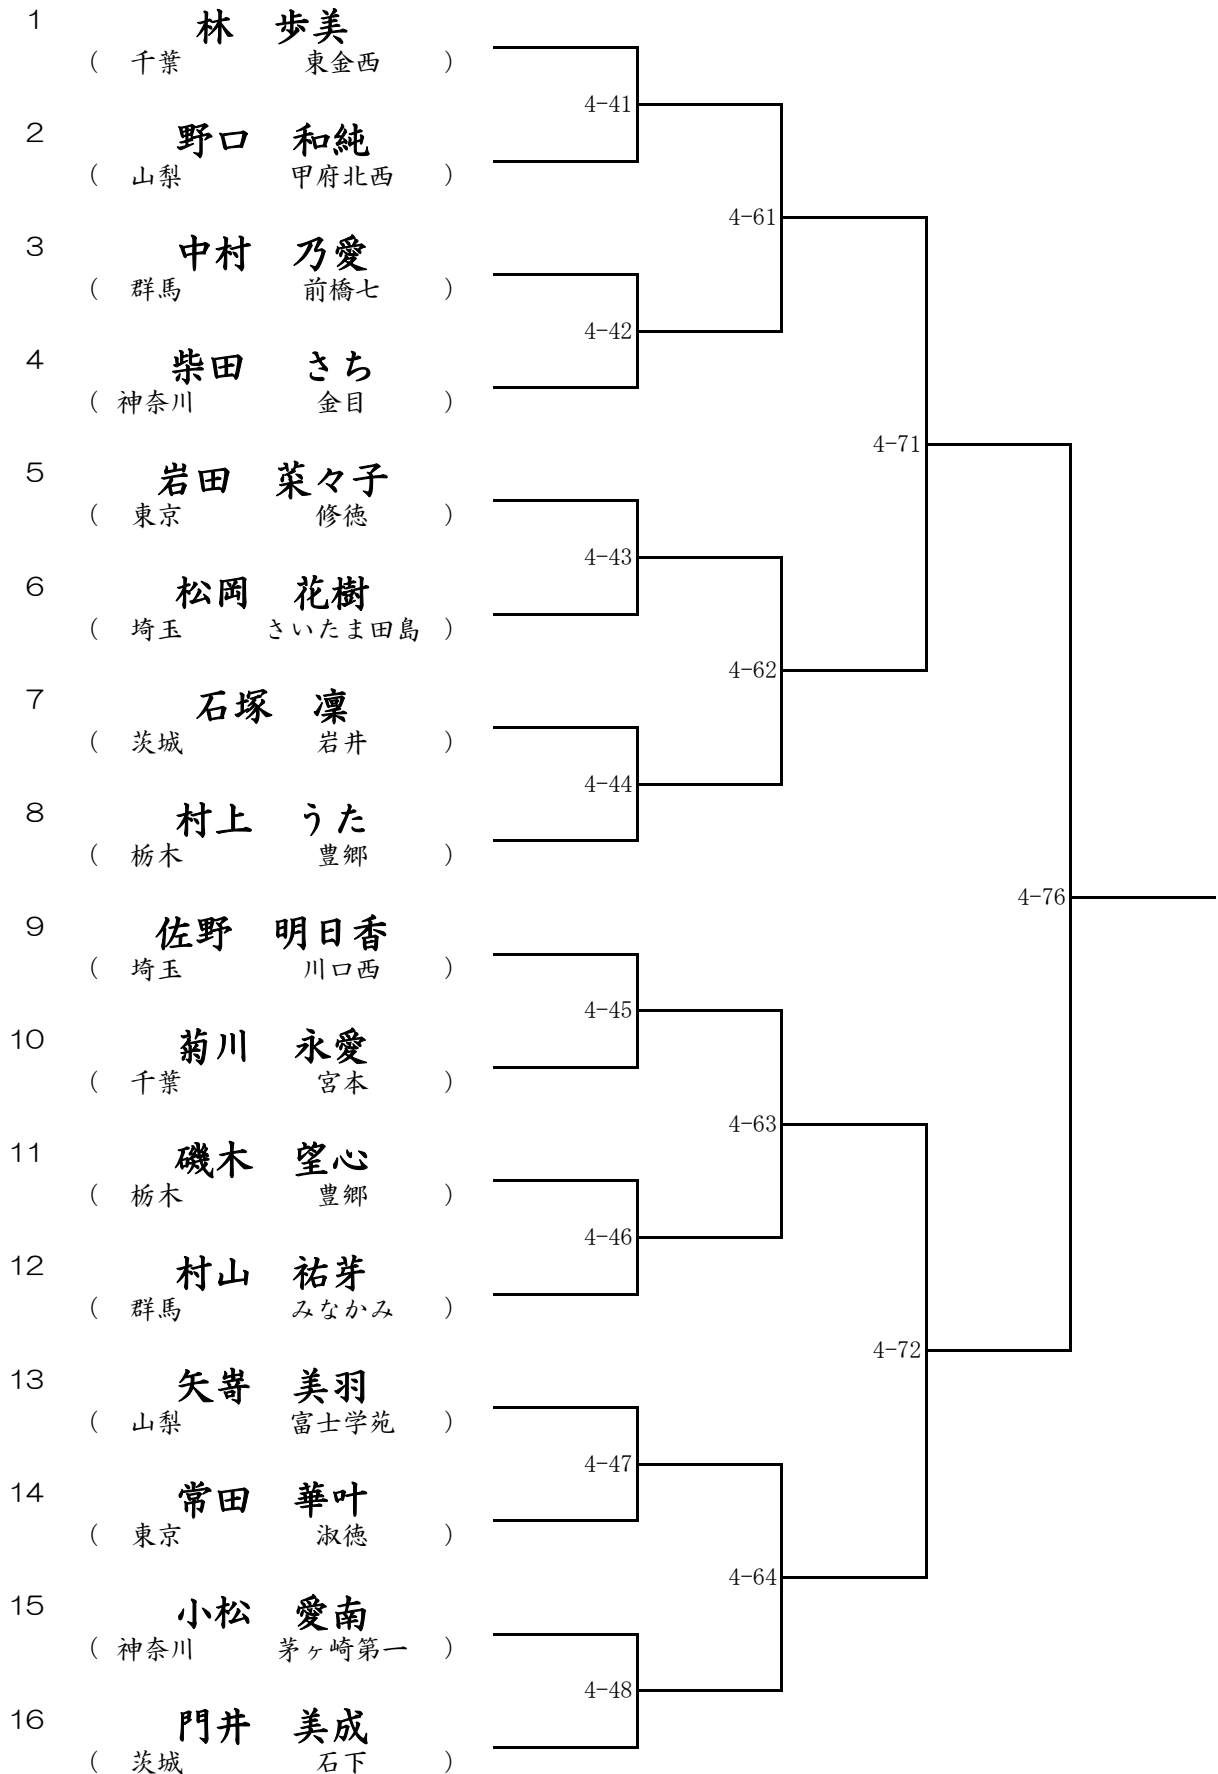 1 林 歩美
( 千葉 東金西 )
4-41
2 野口 和純
( 山梨 甲府北西 )
4-61
3 中村 乃愛
( 群馬 前橋七 )
4-42
4 柴田 さち
( 神奈川 金目 )
4-71
5 岩田 菜々子
( 東京 修徳 )
4-43
6 松岡 花樹
( 埼玉 さいたま田島 )
4-62
7 石塚 凜
( 茨城 岩井 )
4-44
8 村上 うた
( 栃木 豊郷 )
4-76
9 佐野 明日香
( 埼玉 川口西 )
4-45
10 菊川 永愛
( 千葉 宮本 )
4-63
11 磯木 望心
( 栃木 豊郷 )
4-46
12 村山 祐芽
( 群馬 みなかみ )
4-72
13 矢嵜 美羽
( 山梨 富士学苑 )
4-47
14 常田 華叶
( 東京 淑徳 )
4-64
15 小松 愛南
( 神奈川 茅ヶ崎第一 )
4-48
16 門井 美成
( 茨城 石下 )